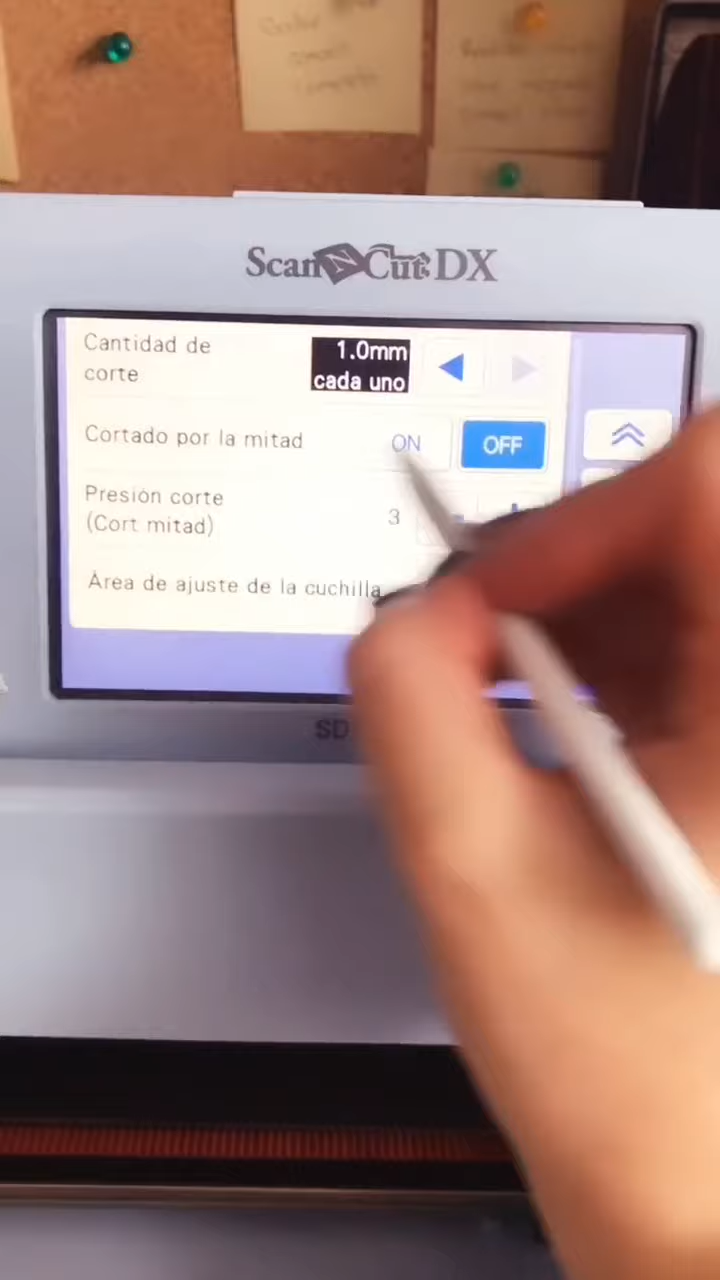 ScanNCut DX
Cantidad de
corte
1.0mm
cada uno
Cortado por la mitad
ON
OFF
Presión corte
(Cort mitad)
3
Área de ajuste de la cuchilla
SD